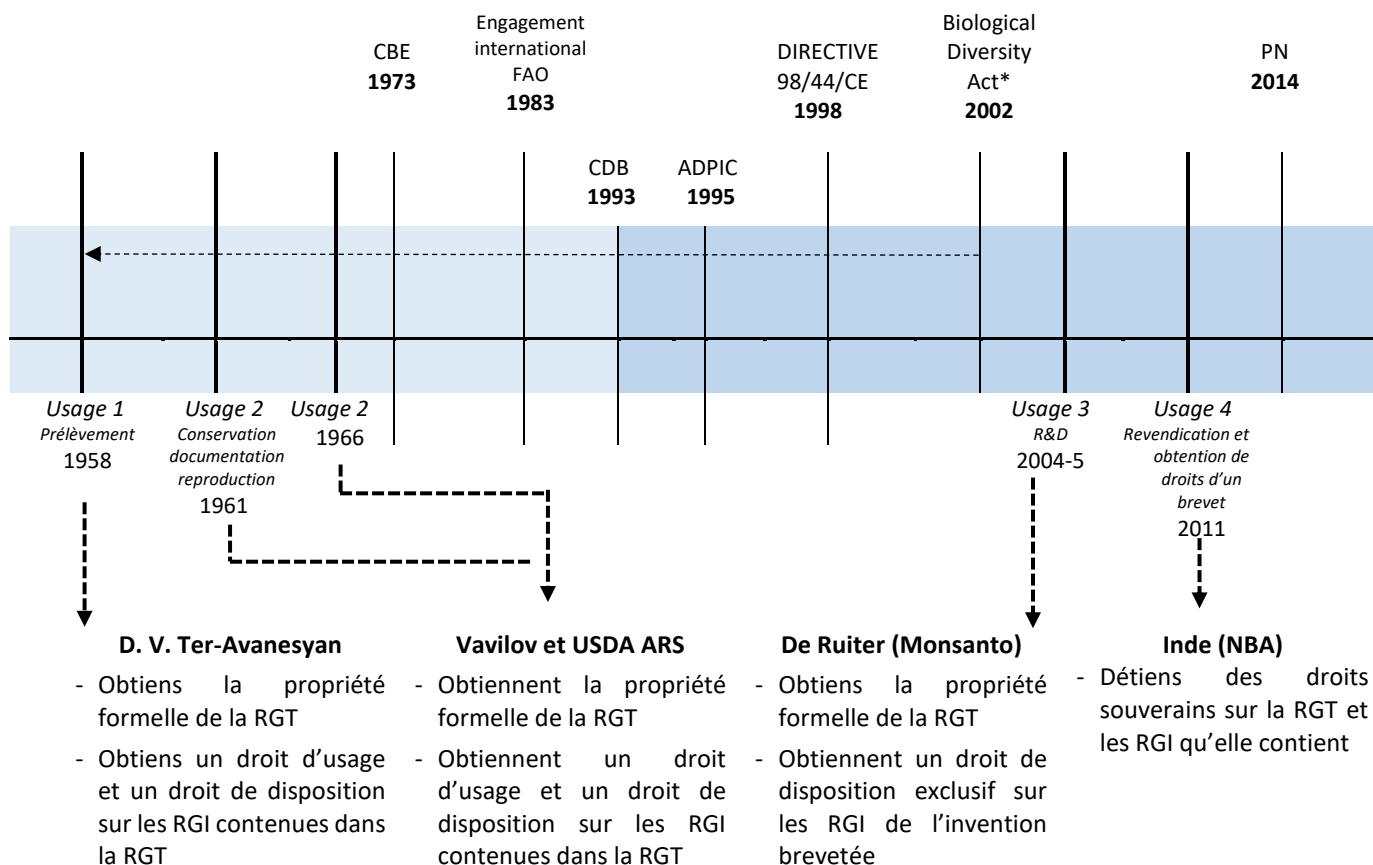 CBE
1973
Engagement
international
FAO
1983
CDB
1993
ADPIC
1995
DIRECTIVE
98/44/CE
1998
Biological
Diversity
Act*
2002
PN
2014
Usage 1
Prélèvement
1958
Usage 2
Conservation
documentation
reproduction
1961
Usage 2
1966
Usage 3
R&D
2004-5
Usage 4
Revendication et
obtention de
droits d’un
brevet
2011
D. V. Ter-Avanesyan
- Obtiens la propriété
formelle de la RGT
- Obtiens un droit d’usage
et un droit de disposition
sur les RGI contenues dans
la RGT
Vavilov et USDA ARS
- Obtiennent la propriété
formelle de la RGT
- Obtiennent un droit
d’usage et un droit de
disposition sur les RGI
contenues dans la RGT
De Ruiter (Monsanto)
- Obtiens la propriété
formelle de la RGT
- Obtiennent un droit de
disposition exclusif sur
les RGI de l’invention
brevetée
Inde (NBA)
- Détiens des droits
souverains sur la RGT et
les RGI qu’elle contient